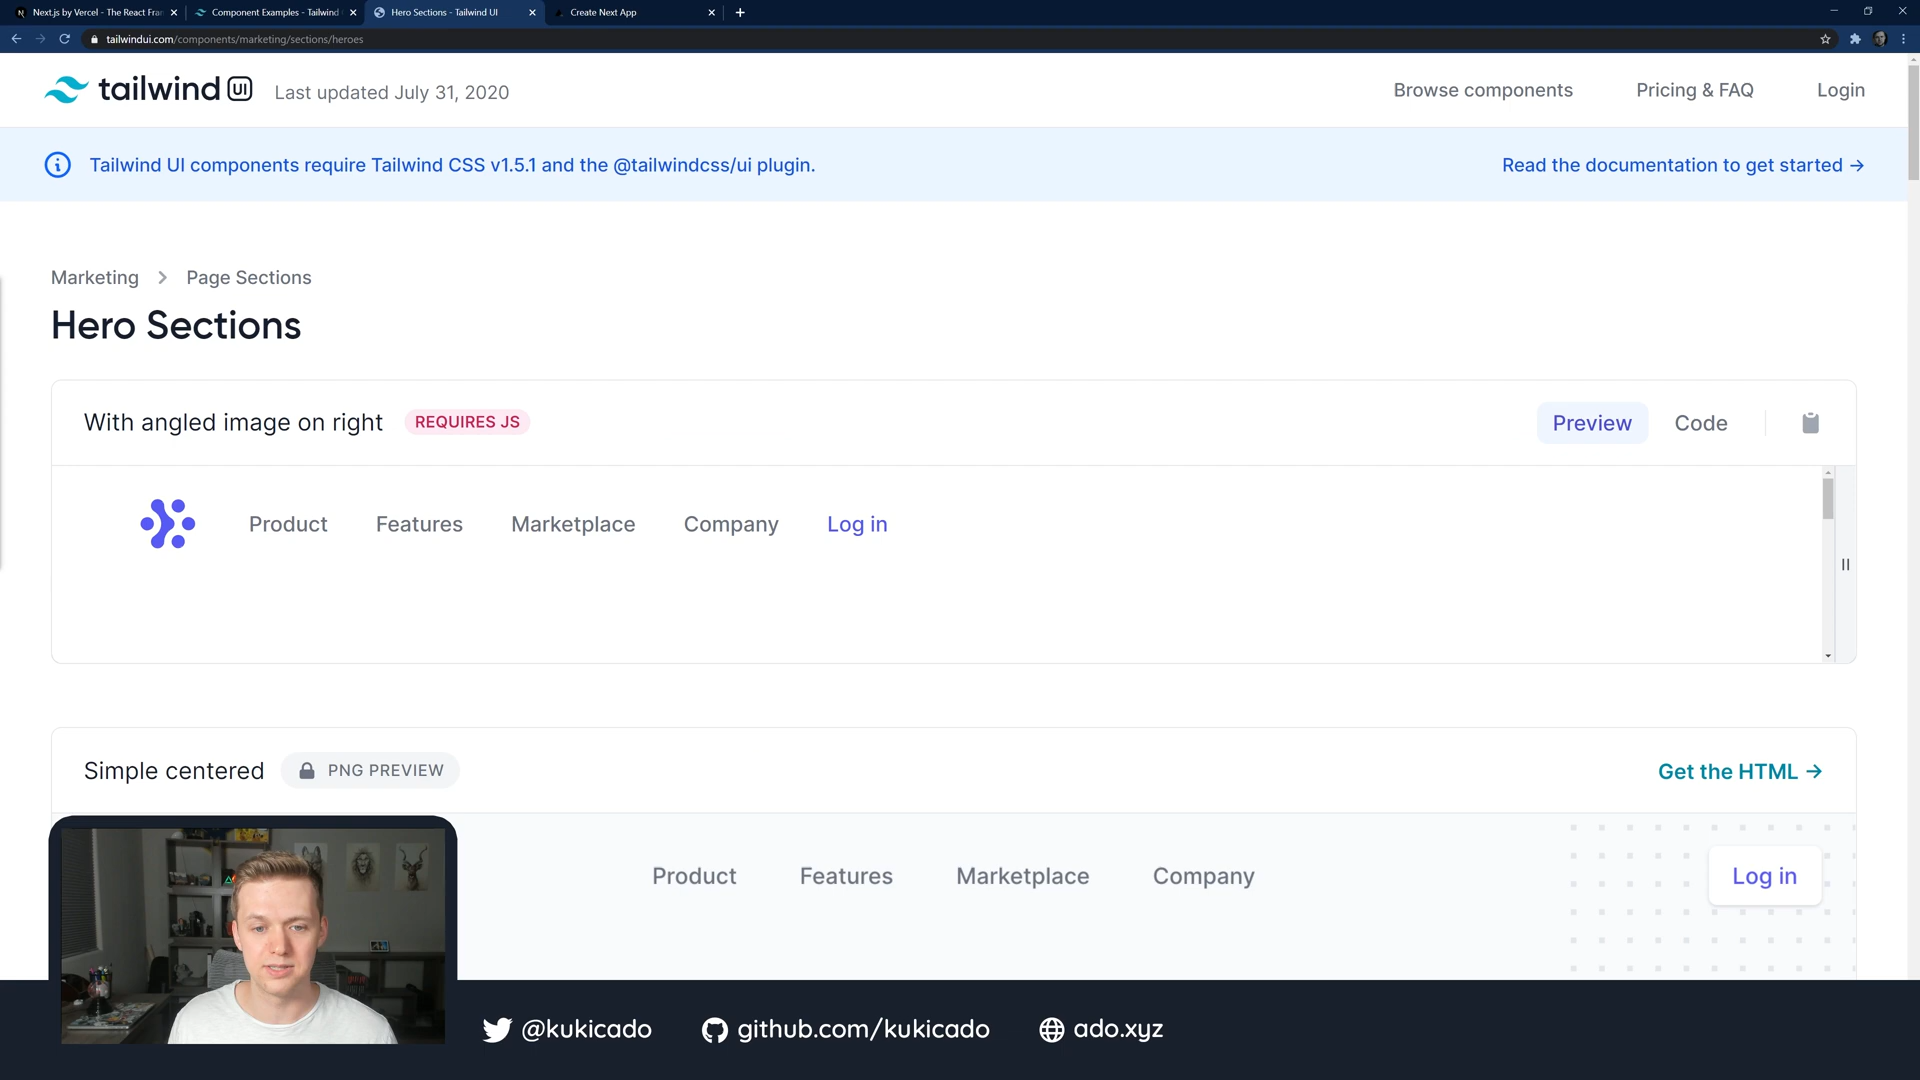 Next.js by Vercel - The React Fra
Component Examples - Tailwind
Hero Sections - Tailwind UI
Create Next App
tailwindui.com/components/marketing/sections/heroes
tailwind UI
Last updated July 31, 2020
Browse components
Pricing & FAQ
Login
Tailwind UI components require Tailwind CSS v1.5.1 and the @tailwindcss/ui plugin.
Read the documentation to get started →
Marketing
Page Sections
Hero Sections
With angled image on right
REQUIRES JS
Preview
Code
Product
Features
Marketplace
Company
Log in
Simple centered
PNG PREVIEW
Get the HTML →
Product
Features
Marketplace
Company
Log in
@kukicado
github.com/kukicado
ado.xyz